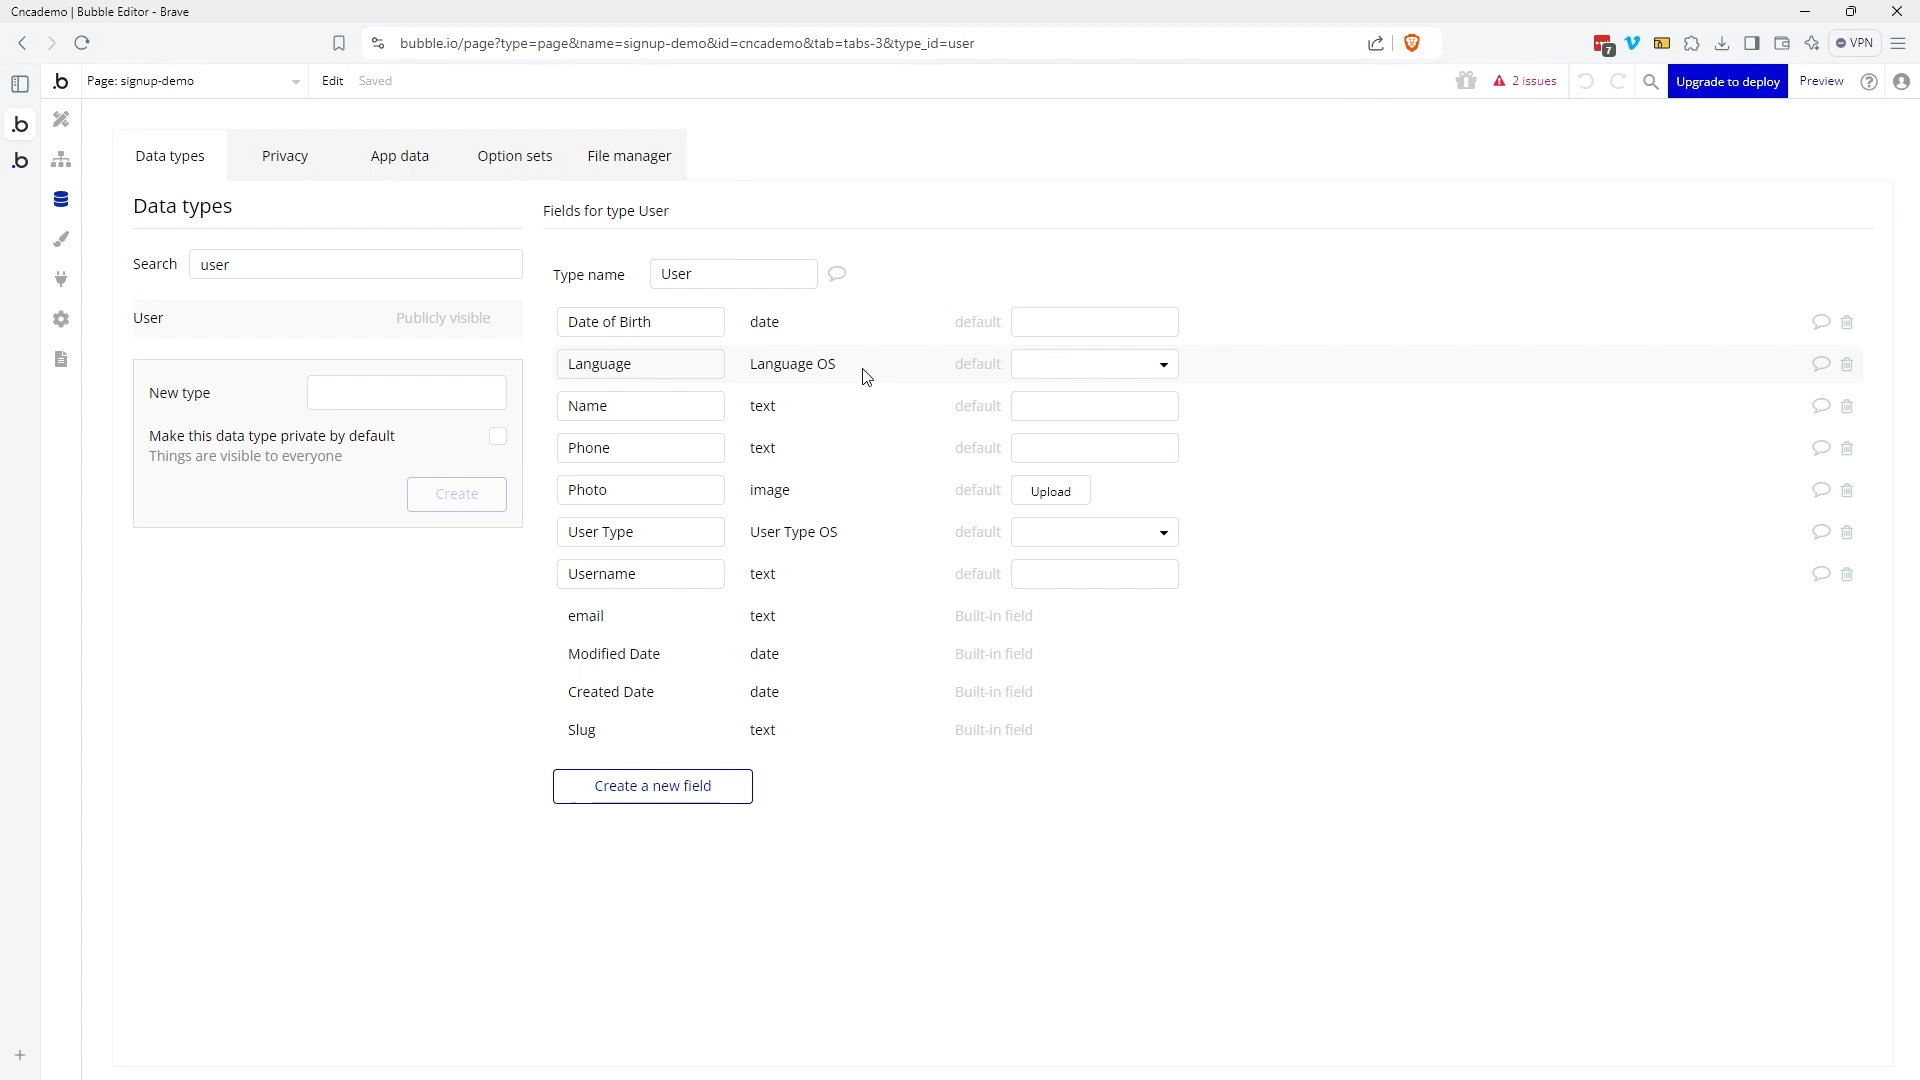 Cncademo | Bubble Editor - Brave
bubble.io/page?type=page&name=signup-demo&id=cncademo&tab=tabs-3&type_id=user
7
VPN
b
Page: signup-demo
Edit
Saved
2 issues
Upgrade to deploy
Preview
.b
.b
Data types
Privacy
App data
Option sets
File manager
Data types
Search
user
User
Publicly visible
New type
Make this data type private by default
Things are visible to everyone
Create
Fields for type User
Type name
User
Date of Birth date default
Language Language OS default
Name text default
Phone text default
Photo image default Upload
User Type User Type OS default
Username text default
email text Built-in field
Modified Date date Built-in field
Created Date date Built-in field
Slug text Built-in field
Create a new field